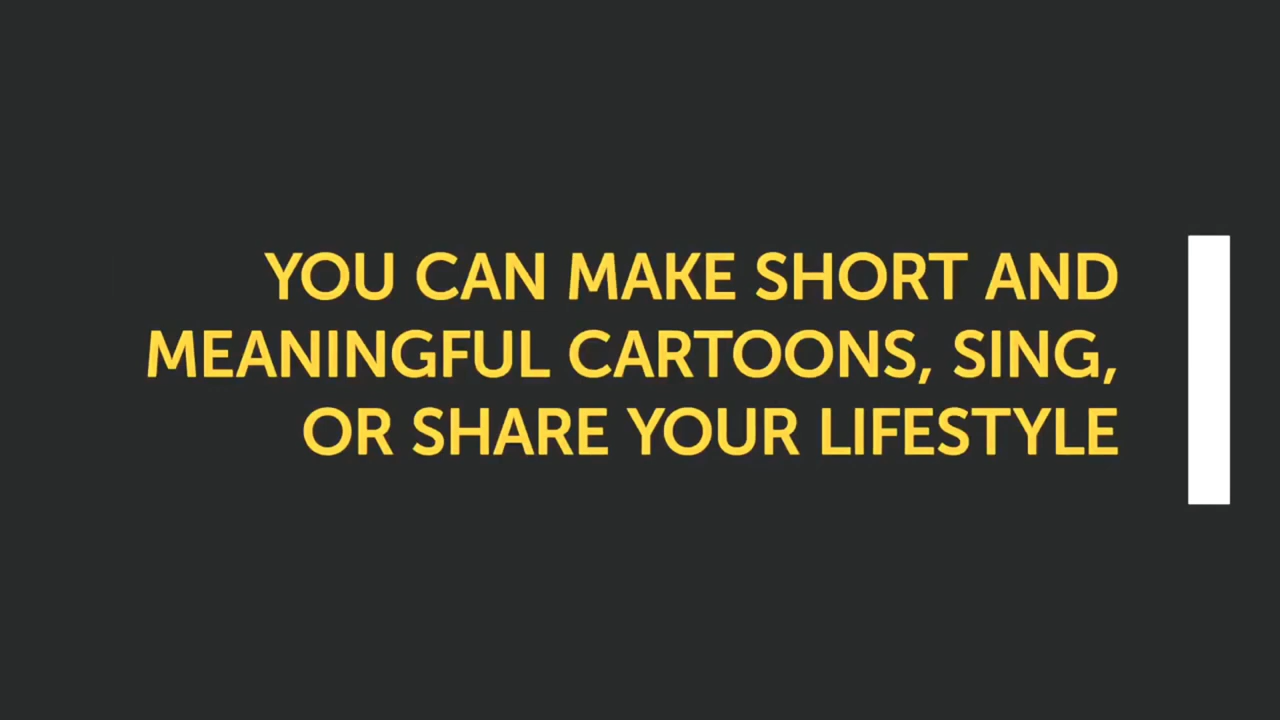 YOU CAN MAKE SHORT AND
MEANINGFUL CARTOONS, SING,
OR SHARE YOUR LIFESTYLE